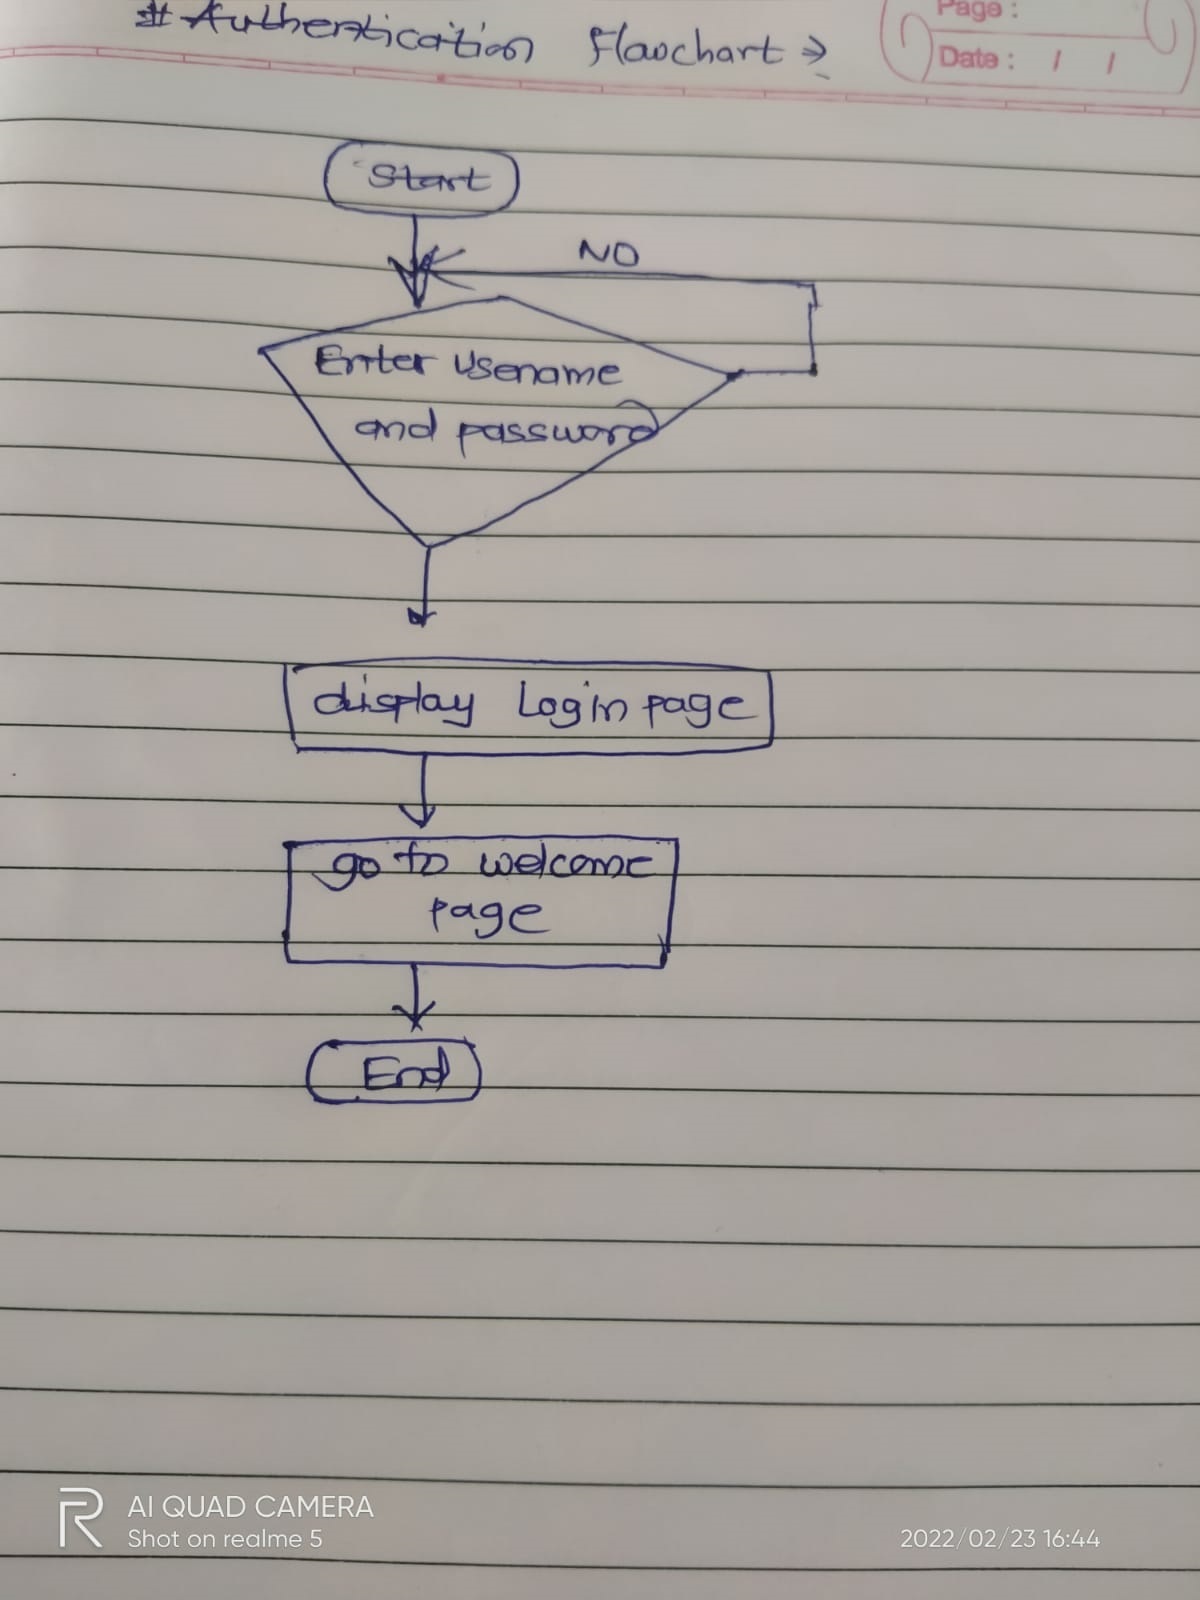 # Authentication Flowchart →
Page :
Date : / /
Start
NO
Enter Usename
and password
display Login page
go to welcome
page
End
AI QUAD CAMERA
Shot on realme 5
2022/02/23 16:44